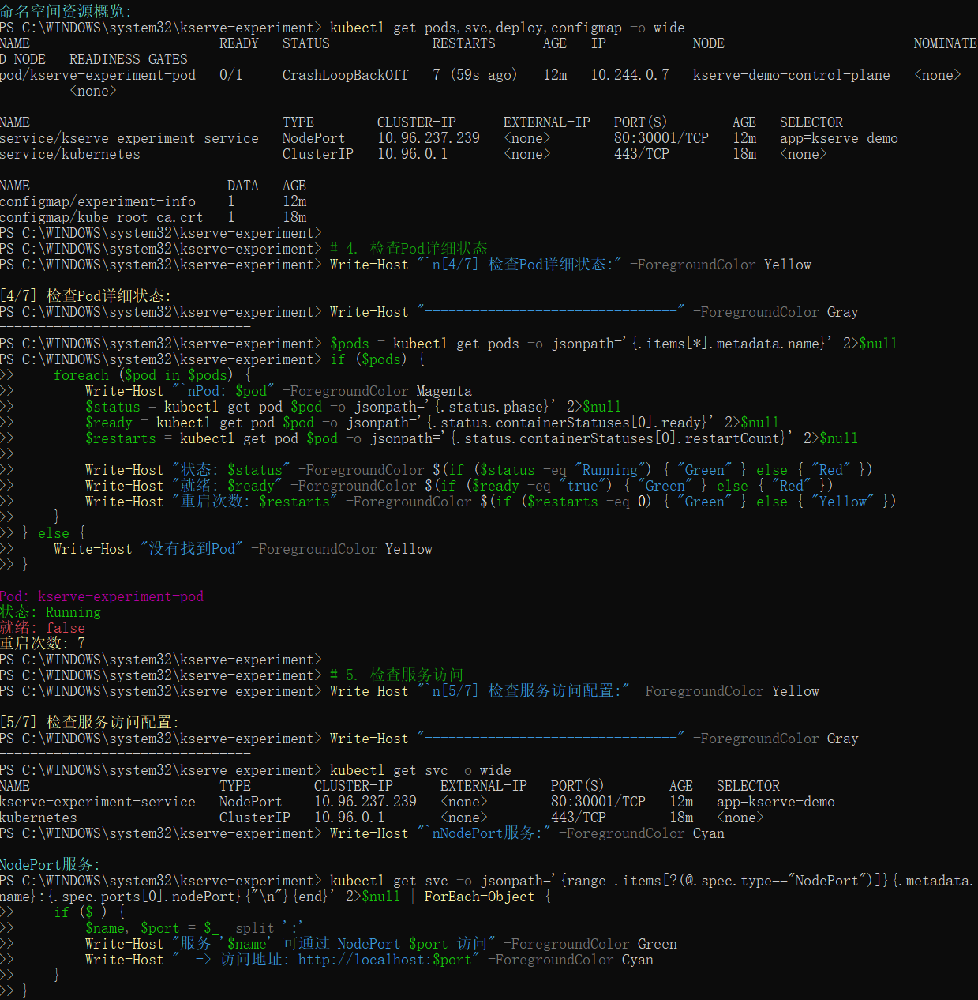 命名空间资源概览:
PS C:\WINDOWS\system32\kserve-experiment> kubectl get pods,svc,deploy,configmap -o wide
NAME                        READY   STATUS             RESTARTS      AGE   IP           NODE                        NOMINATE
D NODE   READINESS GATES
pod/kserve-experiment-pod   0/1     CrashLoopBackOff   7 (59s ago)   12m   10.244.0.7   kserve-demo-control-plane   <none>
         <none>
NAME                                TYPE        CLUSTER-IP      EXTERNAL-IP   PORT(S)        AGE   SELECTOR
service/kserve-experiment-service   NodePort    10.96.237.239   <none>        80:30001/TCP   12m   app=kserve-demo
service/kubernetes                  ClusterIP   10.96.0.1       <none>        443/TCP        18m   <none>
NAME                         DATA   AGE
configmap/experiment-info    1      12m
configmap/kube-root-ca.crt   1      18m
PS C:\WINDOWS\system32\kserve-experiment>
PS C:\WINDOWS\system32\kserve-experiment> # 4. 检查Pod详细状态
PS C:\WINDOWS\system32\kserve-experiment> Write-Host "`n[4/7] 检查Pod详细状态:" -ForegroundColor Yellow
[4/7] 检查Pod详细状态:
PS C:\WINDOWS\system32\kserve-experiment> Write-Host "--------------------------------" -ForegroundColor Gray
--------------------------------
PS C:\WINDOWS\system32\kserve-experiment> $pods = kubectl get pods -o jsonpath='{.items[*].metadata.name}' 2>$null
PS C:\WINDOWS\system32\kserve-experiment> if ($pods) {
>>     foreach ($pod in $pods) {
>>         Write-Host "`nPod: $pod" -ForegroundColor Magenta
>>         $status = kubectl get pod $pod -o jsonpath='{.status.phase}' 2>$null
>>         $ready = kubectl get pod $pod -o jsonpath='{.status.containerStatuses[0].ready}' 2>$null
>>         $restarts = kubectl get pod $pod -o jsonpath='{.status.containerStatuses[0].restartCount}' 2>$null
>>
>>         Write-Host "状态: $status" -ForegroundColor $(if ($status -eq "Running") { "Green" } else { "Red" })
>>         Write-Host "就绪: $ready" -ForegroundColor $(if ($ready -eq "true") { "Green" } else { "Red" })
>>         Write-Host "重启次数: $restarts" -ForegroundColor $(if ($restarts -eq 0) { "Green" } else { "Yellow" })
>>     }
>> } else {
>>     Write-Host "没有找到Pod" -ForegroundColor Yellow
>> }
Pod: kserve-experiment-pod
状态: Running
就绪: false
重启次数: 7
PS C:\WINDOWS\system32\kserve-experiment>
PS C:\WINDOWS\system32\kserve-experiment> # 5. 检查服务访问
PS C:\WINDOWS\system32\kserve-experiment> Write-Host "`n[5/7] 检查服务访问配置:" -ForegroundColor Yellow
[5/7] 检查服务访问配置:
PS C:\WINDOWS\system32\kserve-experiment> Write-Host "--------------------------------" -ForegroundColor Gray
--------------------------------
PS C:\WINDOWS\system32\kserve-experiment> kubectl get svc -o wide
NAME                        TYPE        CLUSTER-IP      EXTERNAL-IP   PORT(S)        AGE   SELECTOR
kserve-experiment-service   NodePort    10.96.237.239   <none>        80:30001/TCP   12m   app=kserve-demo
kubernetes                  ClusterIP   10.96.0.1       <none>        443/TCP        18m   <none>
PS C:\WINDOWS\system32\kserve-experiment> Write-Host "`nNodePort服务:" -ForegroundColor Cyan
NodePort服务:
PS C:\WINDOWS\system32\kserve-experiment> kubectl get svc -o jsonpath='{range .items[?(@.spec.type=="NodePort")]}{.metadata.
name}:{.spec.ports[0].nodePort}{"\n"}{end}' 2>$null | ForEach-Object {
>>     if ($_) {
>>         $name, $port = $_ -split ':'
>>         Write-Host "服务 '$name' 可通过 NodePort $port 访问" -ForegroundColor Green
>>         Write-Host "  -> 访问地址: http://localhost:$port" -ForegroundColor Cyan
>>     }
>> }